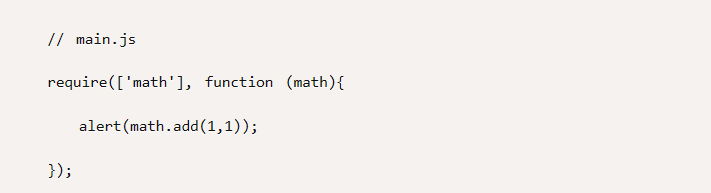 // main.js
require(['math'], function (math){
alert(math.add(1,1));
});